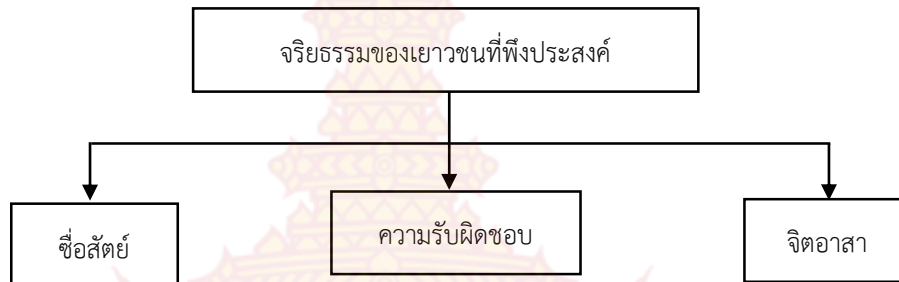 จริยธรรมของเยาวชนที่พึงประสงค์
ซื่อสัตย์
ความรับผิดชอบ
จิตอาสา